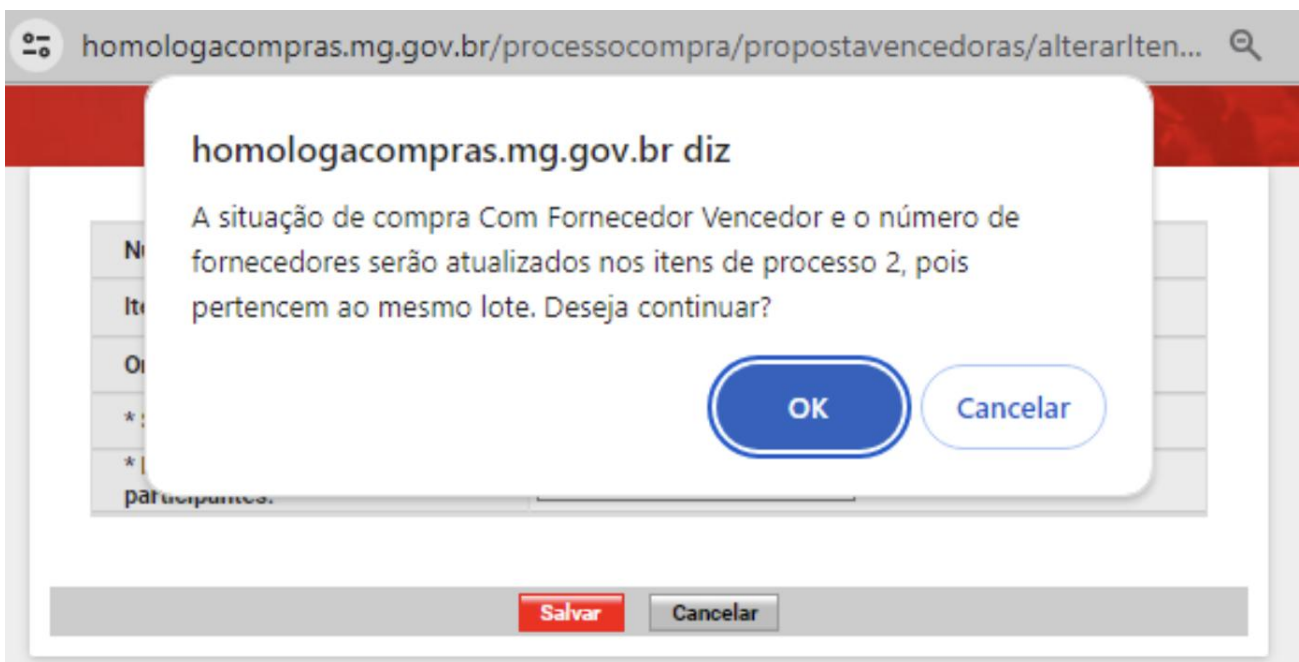 homologacompras.mg.gov.br/processocompra/propostavencedoras/alterarIten...
homologacompras.mg.gov.br diz
A situação de compra Com Fornecedor Vencedor e o número de
fornecedores serão atualizados nos itens de processo 2, pois
pertencem ao mesmo lote. Deseja continuar?
OK Cancelar
*
*
participantes:
Salvar Cancelar